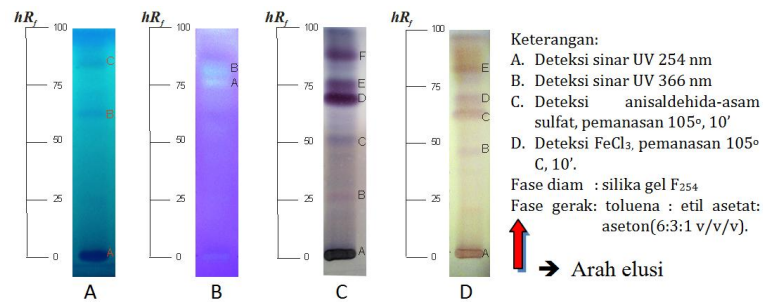 hRf
100
75
50
25
0
C
B
A
A
hRf
100
75
50
25
0
B
A
B
hRf
100
75
50
25
0
F
E
D
C
B
A
C
hRf
100
75
50
25
0
E
D
C
B
A
D
Keterangan:
A. Deteksi sinar UV 254 nm
B. Deteksi sinar UV 366 nm
C. Deteksi anisaldehida-asam
sulfat, pemanasan 105º, 10’
D. Deteksi FeCl₃, pemanasan 105º
C, 10’.
Fase diam : silika gel F₂₅₄
Fase gerak: toluena : etil asetat:
aseton(6:3:1 v/v/v).
➔ Arah elusi